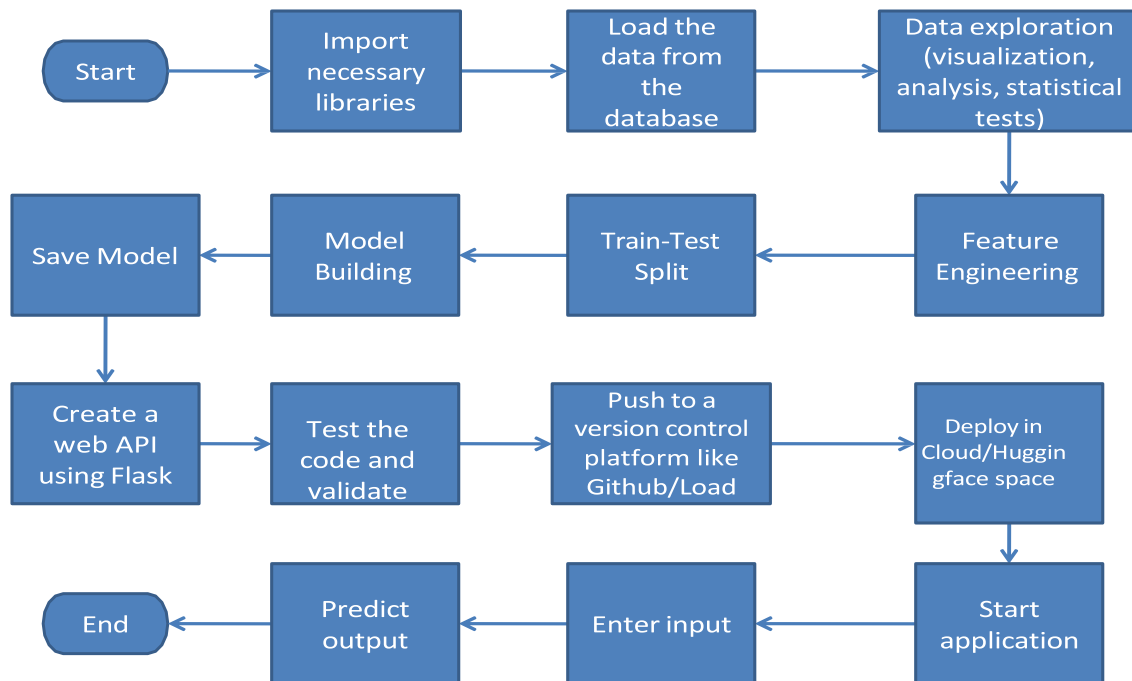 Start
Import
necessary
libraries
Load the
data from
the
database
Data exploration
(visualization,
analysis, statistical
tests)
Save Model
Model
Building
Train-Test
Split
Feature
Engineering
Create a
web API
using Flask
Test the
code and
validate
Push to a
version control
platform like
Github/Load
Deploy in
Cloud/Huggin
gface space
End
Predict
output
Enter input
Start
application